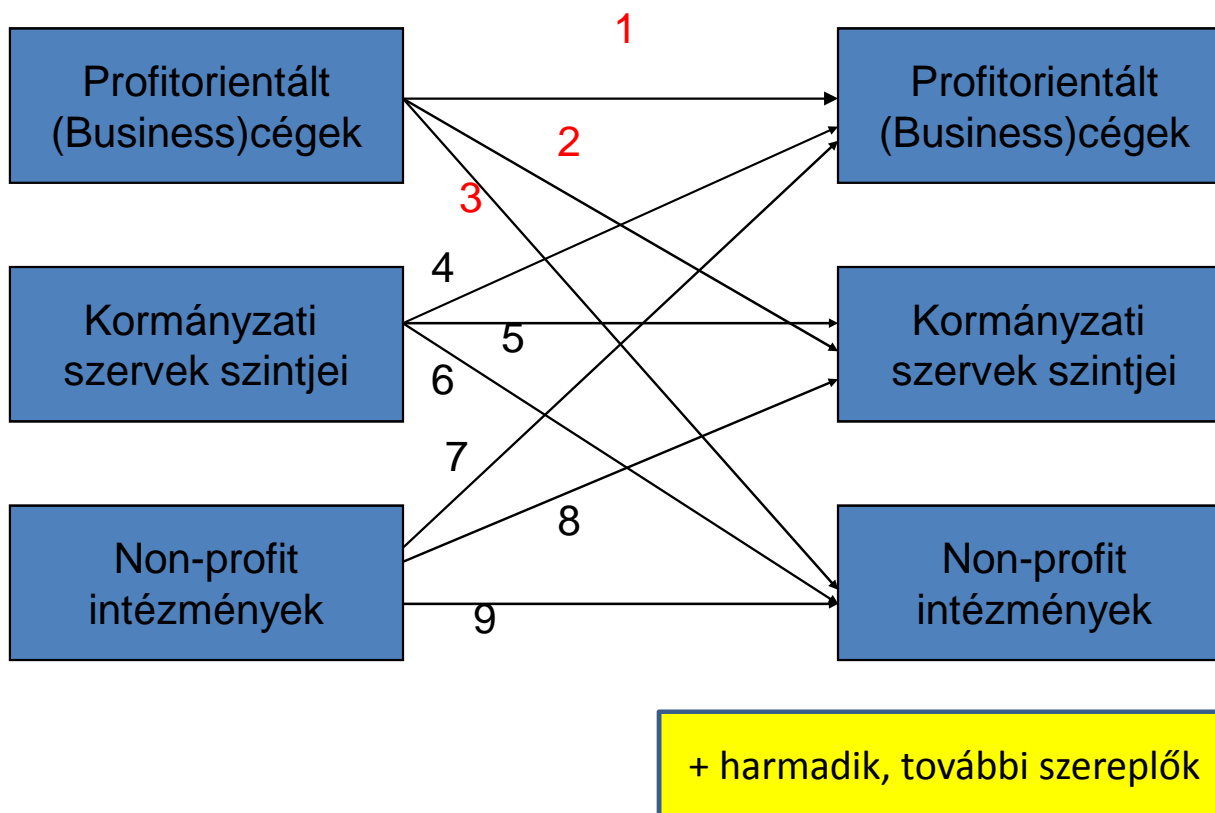 1
Profitorientált
(Business)cégek
Profitorientált
(Business)cégek
2
3
4
Kormányzati
szervek szintjei
Kormányzati
szervek szintjei
5
6
7
8
Non-profit
intézmények
Non-profit
intézmények
9
+ harmadik, további szereplők